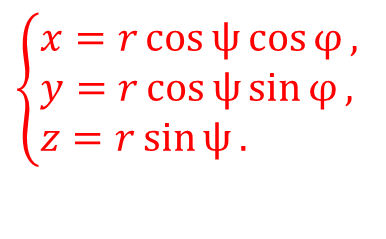 x = r cos ψ cos φ ,
y = r cos ψ sin φ ,
z = r sin ψ .